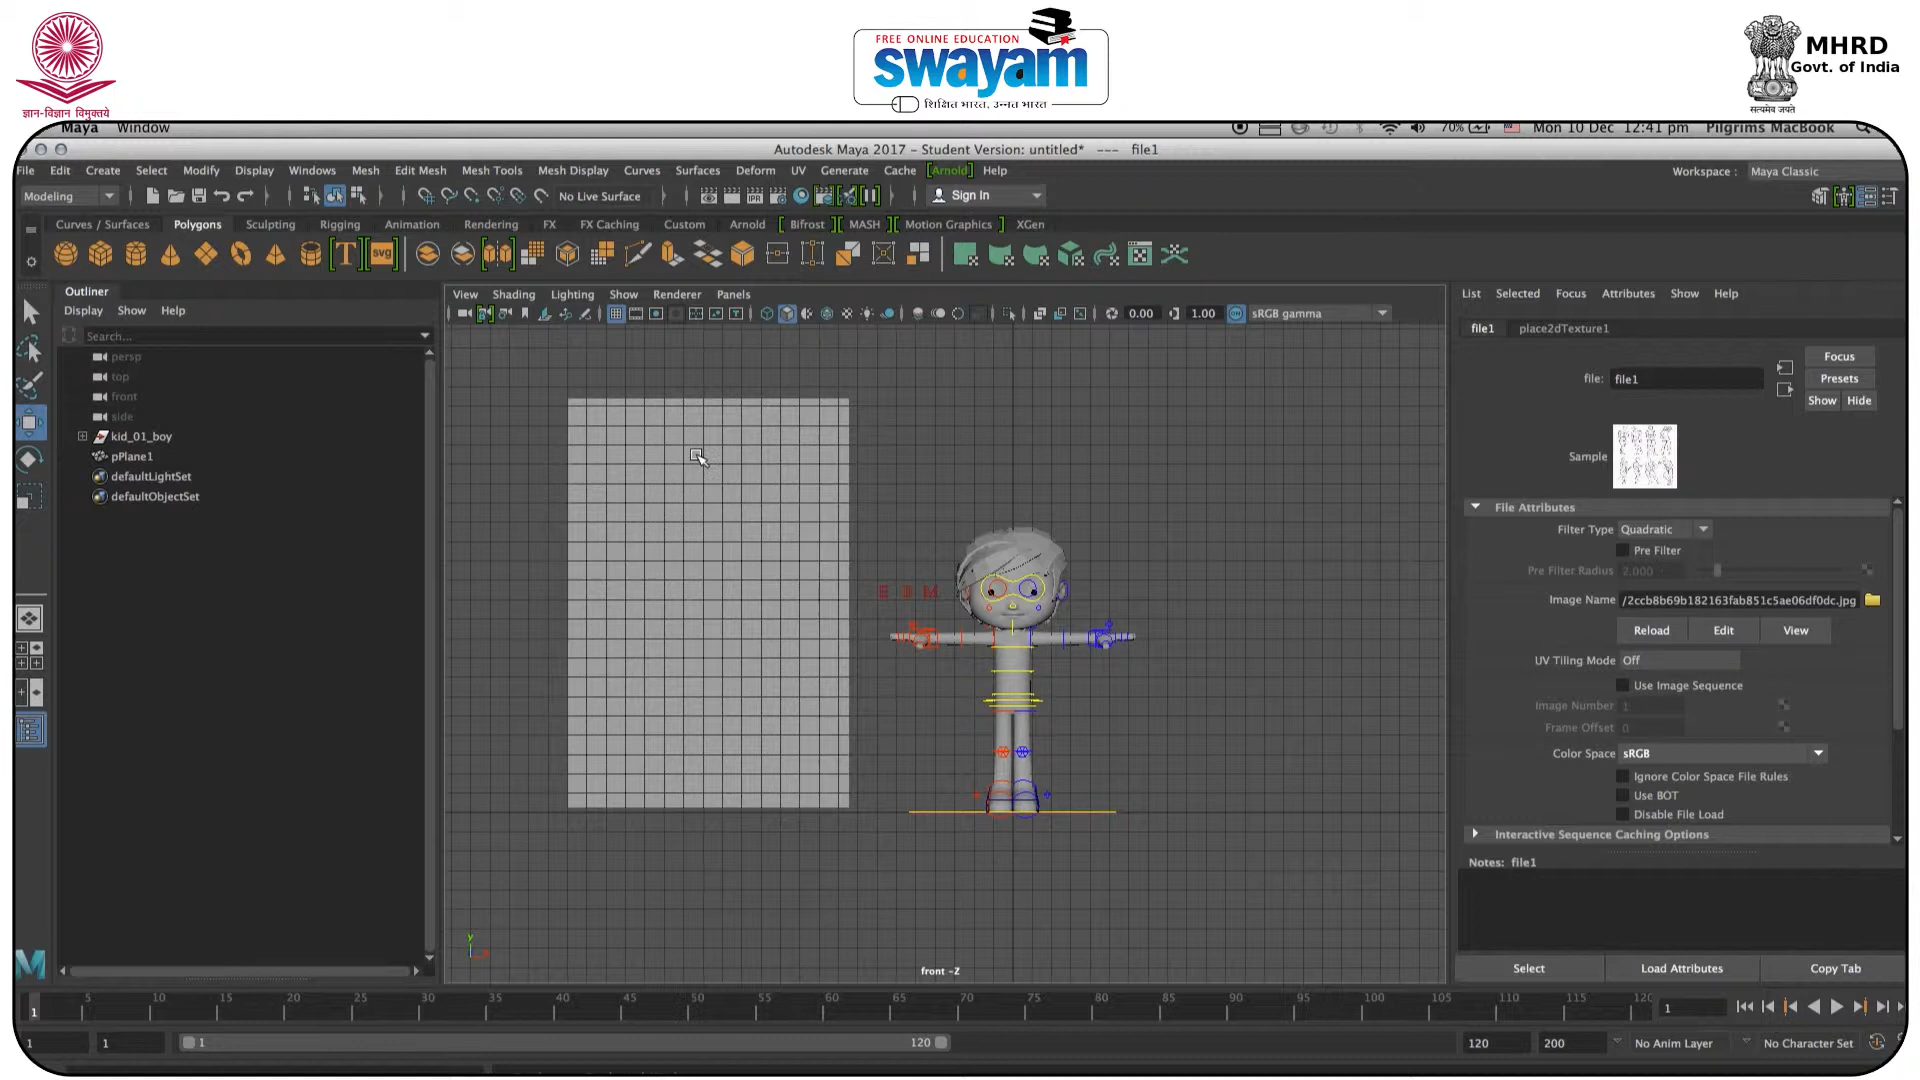 FREE ONLINE EDUCATION
swayam
शिक्षित भारत, उन्नत भारत
ज्ञान-विज्ञान विमुक्तये
MHRD
Govt. of India
सत्यमेव जयते
Maya Window
70% Mon 10 Dec 12:41 pm Pilgrims MacBook
Autodesk Maya 2017 - Student Version: untitled* --- file1
File Edit Create Select Modify Display Windows Mesh Edit Mesh Mesh Tools Mesh Display Curves Surfaces Deform UV Generate Cache [Arnold] Help
Workspace : Maya Classic
Modeling No Live Surface IPR Sign In
Curves / Surfaces Polygons Sculpting Rigging Animation Rendering FX FX Caching Custom Arnold [ Bifrost ] [ MASH ] [ Motion Graphics ] XGen
T SVG
Outliner
Display Show Help
Search...
persp
top
front
side
kid_01_boy
pPlane1
defaultLightSet
defaultObjectSet
View Shading Lighting Show Renderer Panels
0.00 1.00 ON sRGB gamma
front -Z
List Selected Focus Attributes Show Help
file1 place2dTexture1
file: file1
Focus
Presets
Show Hide
Sample
File Attributes
Filter Type Quadratic
Pre Filter
Pre Filter Radius 2.000
Image Name /2ccb8b69b182163fab851c5ae06df0dc.jpg
Reload Edit View
UV Tiling Mode Off
Use Image Sequence
Image Number 1
Frame Offset 0
Color Space sRGB
Ignore Color Space File Rules
Use BOT
Disable File Load
Interactive Sequence Caching Options
Notes: file1
Select Load Attributes Copy Tab
1 5 10 15 20 25 30 35 40 45 50 55 60 65 70 75 80 85 90 95 100 105 110 115 1
1 1 1 120 120 200 No Anim Layer No Character Set